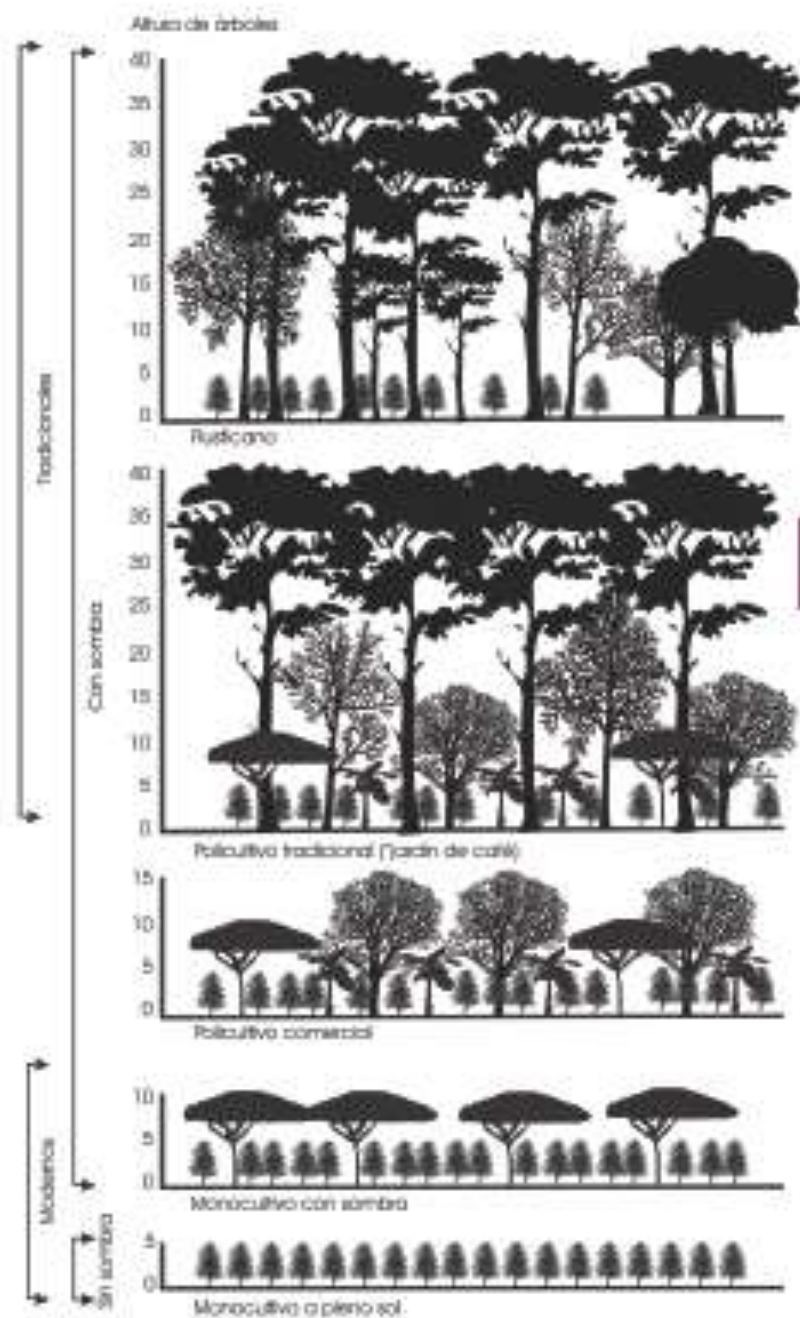 Altura de árboles
40
35
30
25
20
15
10
5
0
Rusticano
40
35
30
25
20
15
10
5
0
Policultivo tradicional ("jardín de café)
15
10
5
0
Policultivo comercial
10
5
0
Monocultivo con sombra
5
0
Monocultivo a pleno sol
Tradicionales
Con sombra
Modernos
Sin sombra